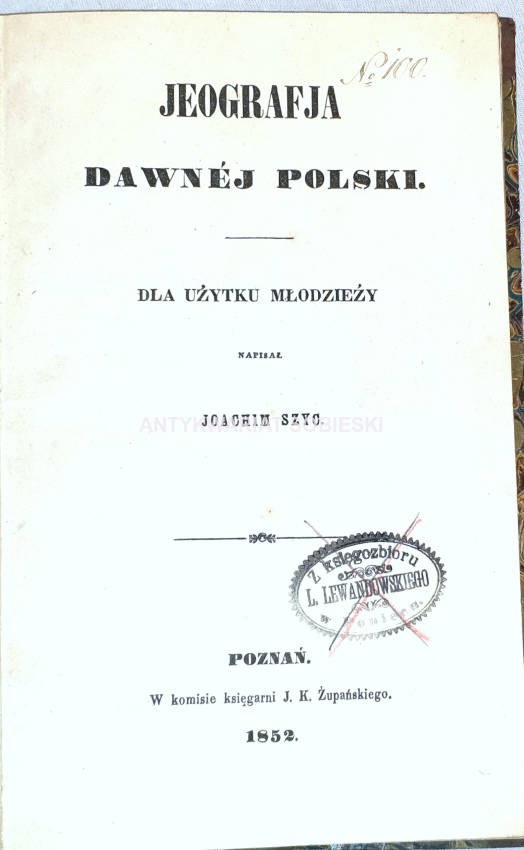 No 100.
JEOGRAFJA
DAWNÉJ POLSKI.
DLA UŻYTKU MŁODZIEŻY
NAPISAŁ
JOACHIM SZYC.
ANTYKWARIAT SOBIESKI
Z księgozbioru
L. LEWANDOWSKIEGO
POZNAŃ.
W komisie księgarni J. K. Żupańskiego.
1852.